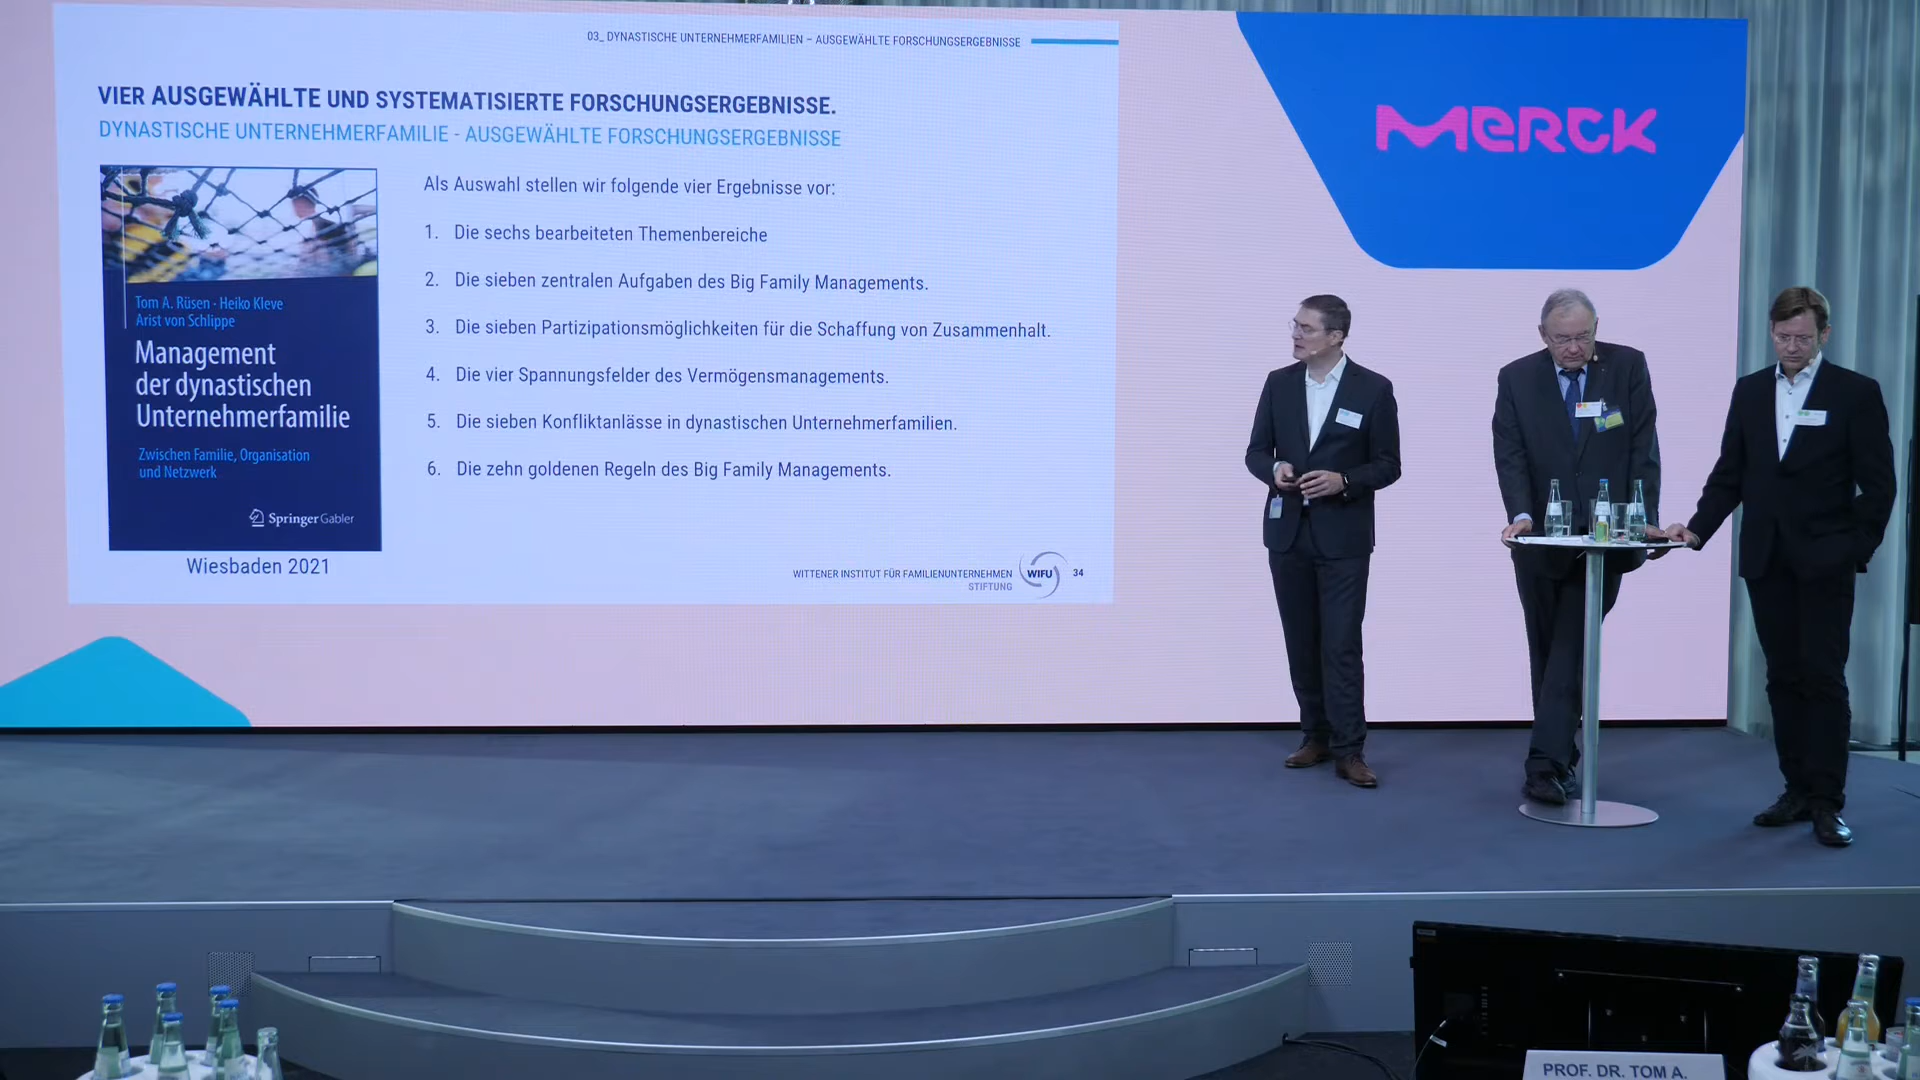 03_ DYNASTISCHE UNTERNEHMERFAMILIEN – AUSGEWÄHLTE FORSCHUNGSERGEBNISSE
VIER AUSGEWÄHLTE UND SYSTEMATISIERTE FORSCHUNGSERGEBNISSE.
DYNASTISCHE UNTERNEHMERFAMILIE - AUSGEWÄHLTE FORSCHUNGSERGEBNISSE
Tom A. Rüsen · Heiko Kleve
Arist von Schlippe
Management
der dynastischen
Unternehmerfamilie
Zwischen Familie, Organisation
und Netzwerk
Springer Gabler
Wiesbaden 2021
Als Auswahl stellen wir folgende vier Ergebnisse vor:
1. Die sechs bearbeiteten Themenbereiche
2. Die sieben zentralen Aufgaben des Big Family Managements.
3. Die sieben Partizipationsmöglichkeiten für die Schaffung von Zusammenhalt.
4. Die vier Spannungsfelder des Vermögensmanagements.
5. Die sieben Konfliktanlässe in dynastischen Unternehmerfamilien.
6. Die zehn goldenen Regeln des Big Family Managements.
WITTENER INSTITUT FÜR FAMILIENUNTERNEHMEN
STIFTUNG
WIFU
34
MERCK
PROF. DR. TOM A.